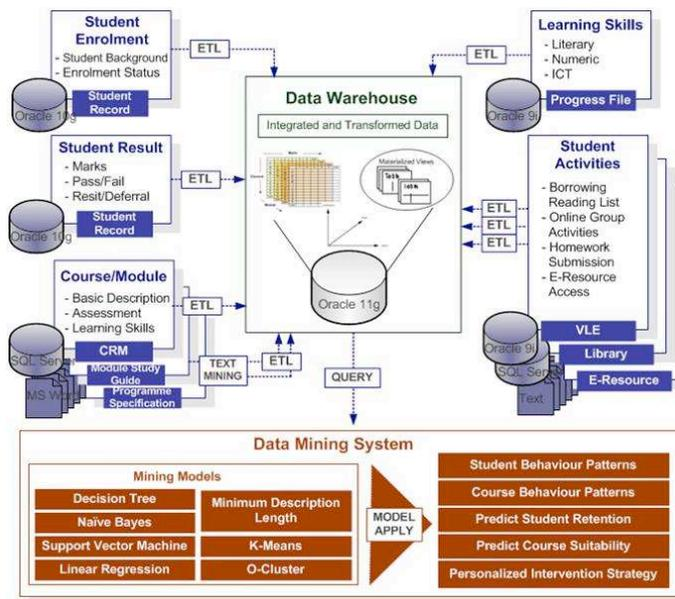 Student
Enrolment
- Student Background
- Enrolment Status
Student
Record
Oracle 10g
ETL
Student Result
- Marks
- Pass/Fail
- Resit/Deferral
Student
Record
Oracle 10g
ETL
Course/Module
- Basic Description
- Assessment
- Learning Skills
CRM
SQL Server
Module Study
Guide
MS Word
Programme
Specification
ETL
TEXT
MINING
ETL
Data Warehouse
Integrated and Transformed Data
Materialized Views
Oracle 11g
QUERY
Learning Skills
- Literary
- Numeric
- ICT
Progress File
Oracle 9i
ETL
Student
Activities
- Borrowing
Reading List
- Online Group
Activities
- Homework
Submission
- E-Resource
Access
ETL
ETL
ETL
VLE
Oracle 9i
Library
SQL Server
E-Resource
Text
Data Mining System
Mining Models
Decision Tree
Naïve Bayes
Support Vector Machine
Linear Regression
Minimum Description
Length
K-Means
O-Cluster
MODEL
APPLY
Student Behaviour Patterns
Course Behaviour Patterns
Predict Student Retention
Predict Course Suitability
Personalized Intervention Strategy